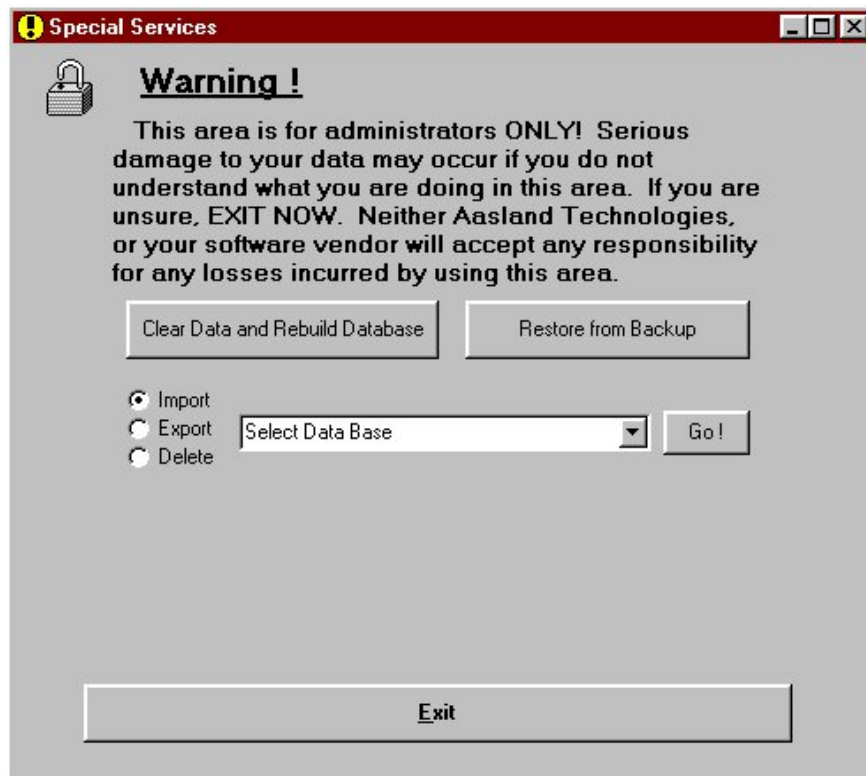 Special Services
Warning !
This area is for administrators ONLY! Serious
damage to your data may occur if you do not
understand what you are doing in this area. If you are
unsure, EXIT NOW. Neither Aasland Technologies,
or your software vendor will accept any responsibility
for any losses incurred by using this area.
Clear Data and Rebuild Database
Restore from Backup
Import
Export
Delete
Select Data Base
Go !
Exit